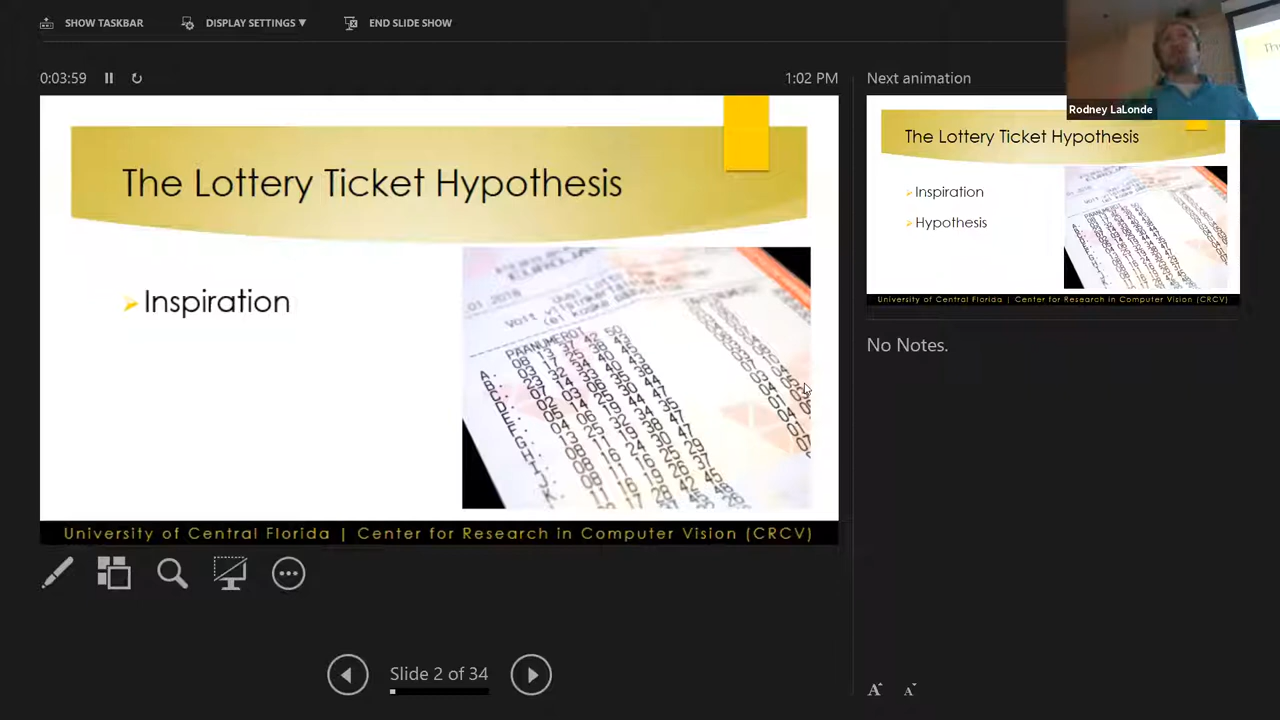 SHOW TASKBAR
DISPLAY SETTINGS ▼
END SLIDE SHOW
0:03:59
1:02 PM
The Lottery Ticket Hypothesis
Inspiration
University of Central Florida | Center for Research in Computer Vision (CRCV)
Slide 2 of 34
Next animation
Rodney LaLonde
The Lottery Ticket Hypothesis
Inspiration
Hypothesis
University of Central Florida | Center for Research in Computer Vision (CRCV)
No Notes.
A
A